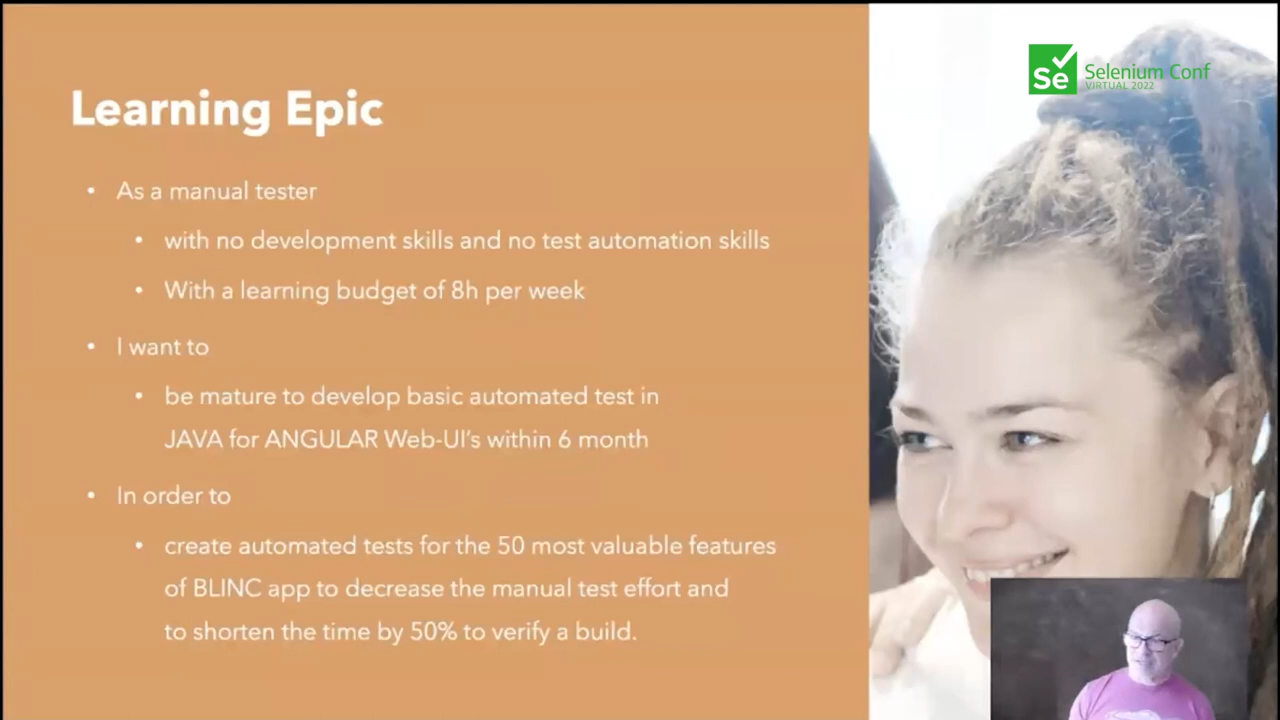 Se Selenium Conf
VIRTUAL 2022
Learning Epic
• As a manual tester
• with no development skills and no test automation skills
• With a learning budget of 8h per week
• I want to
• be mature to develop basic automated test in
JAVA for ANGULAR Web-UI's within 6 month
• In order to
• create automated tests for the 50 most valuable features
of BLINC app to decrease the manual test effort and
to shorten the time by 50% to verify a build.